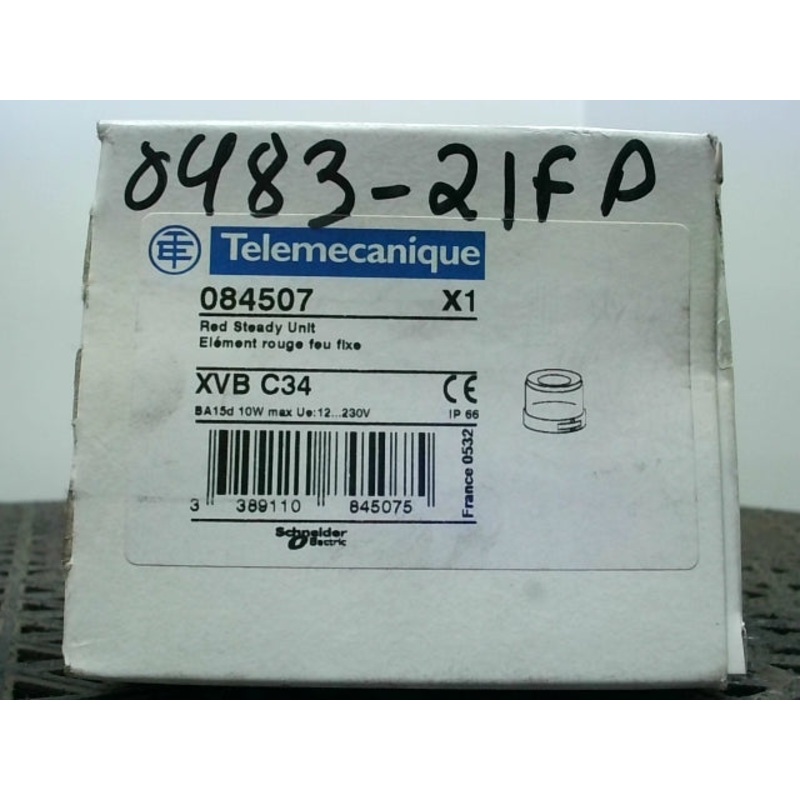 0483-21FP
Telemecanique
084507 X1
Red Steady Unit
Elément rouge feu fixe
XVB C34 CE
BA15d 10W max Ue:12...230V IP 66
France 0532
3 389110 845075
Schneider
Electric